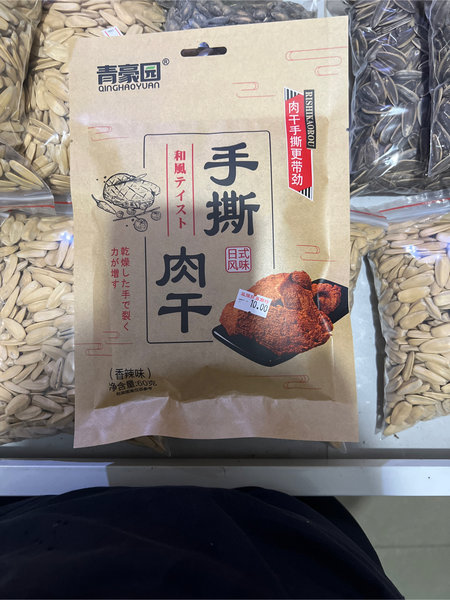 青豪园®
QINGHAOYUAN
RISHIKAOROU
肉干手撕更带劲
手撕
肉干
和風テイスト
日式
风味
乾燥した手で裂く
力が増す
10.00
(香辣味)
净含量:60克